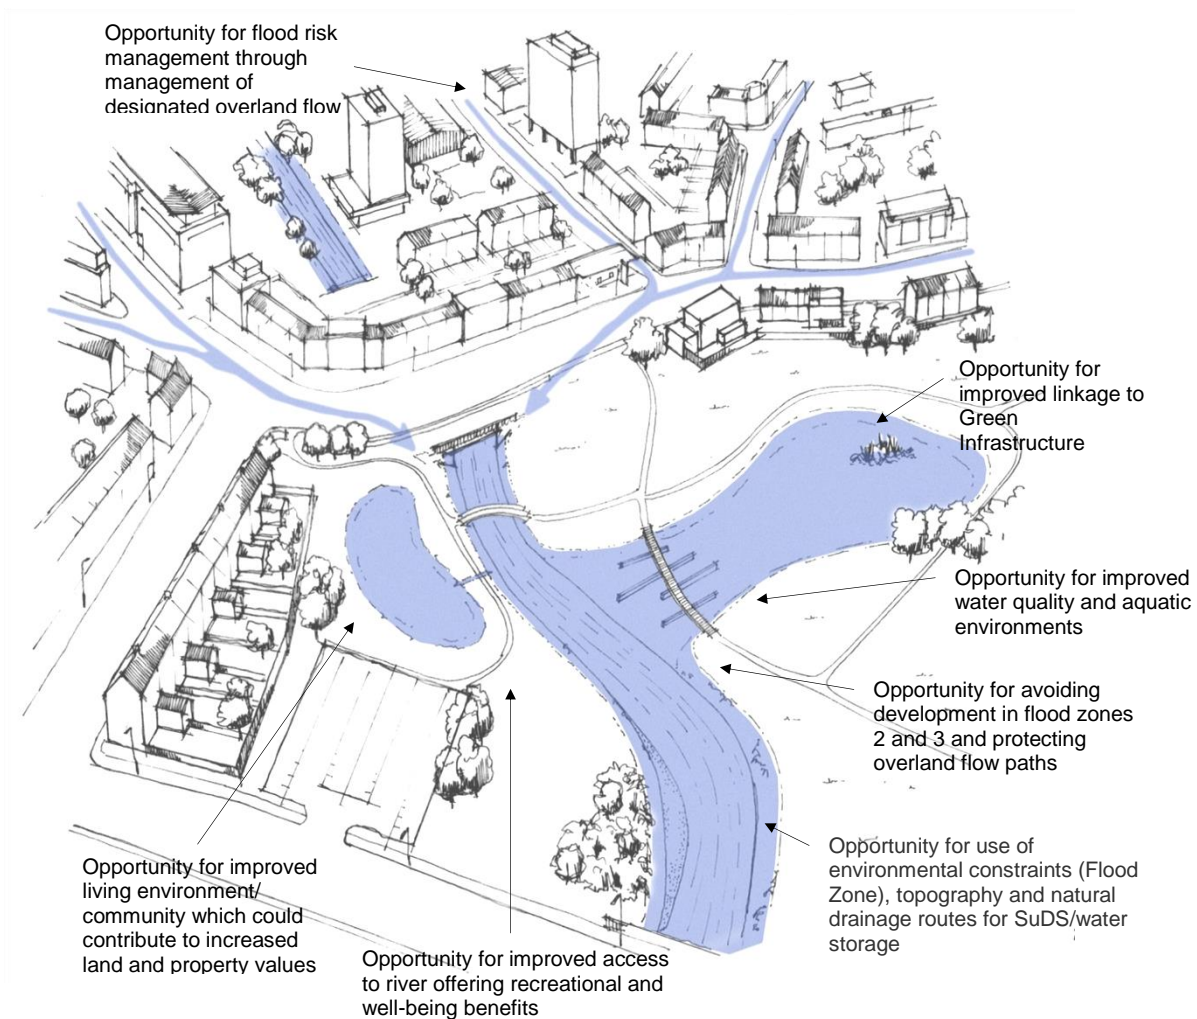 Opportunity for flood risk
management through
management of
designated overland flow
Opportunity for
improved linkage to
Green
Infrastructure
Opportunity for improved
water quality and aquatic
environments
Opportunity for avoiding
development in flood zones
2 and 3 and protecting
overland flow paths
Opportunity for use of
environmental constraints (Flood
Zone), topography and natural
drainage routes for SuDS/water
storage
Opportunity for improved
living environment/
community which could
contribute to increased
land and property values
Opportunity for improved access
to river offering recreational and
well-being benefits